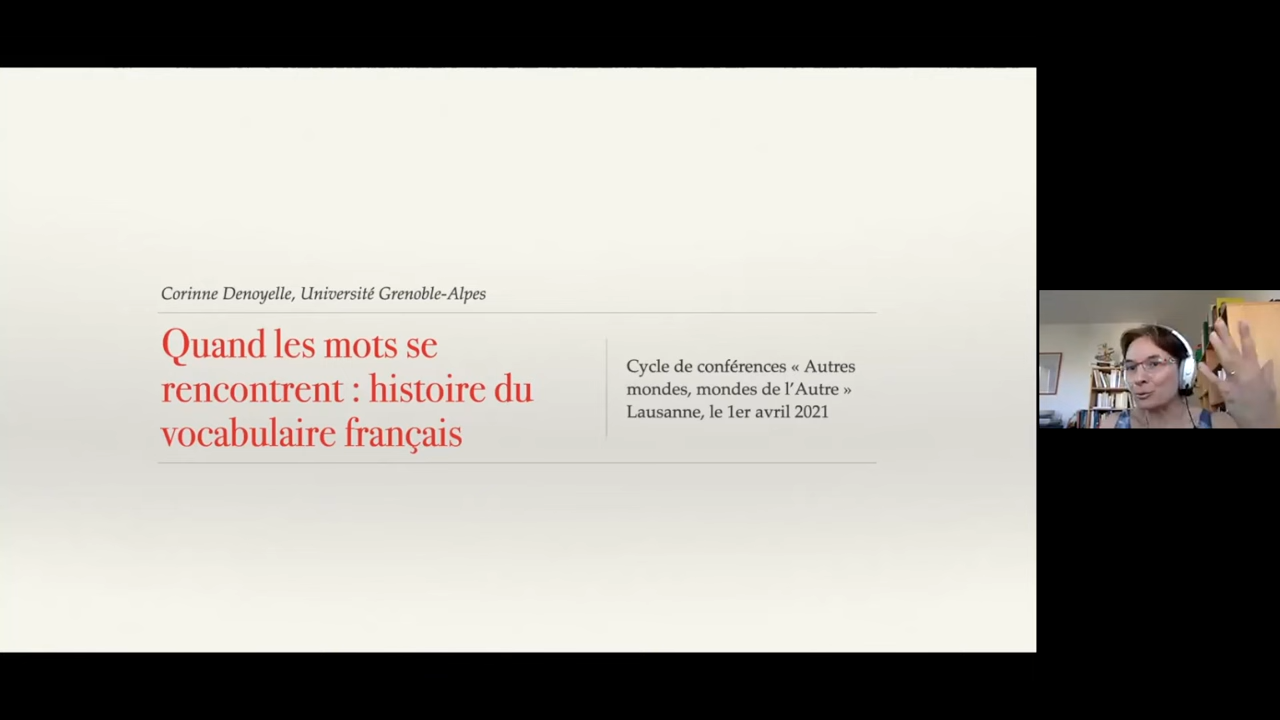 Corinne Denoyelle, Université Grenoble-Alpes
Quand les mots se
rencontrent : histoire du
vocabulaire français
Cycle de conférences « Autres
mondes, mondes de l’Autre »
Lausanne, le 1er avril 2021